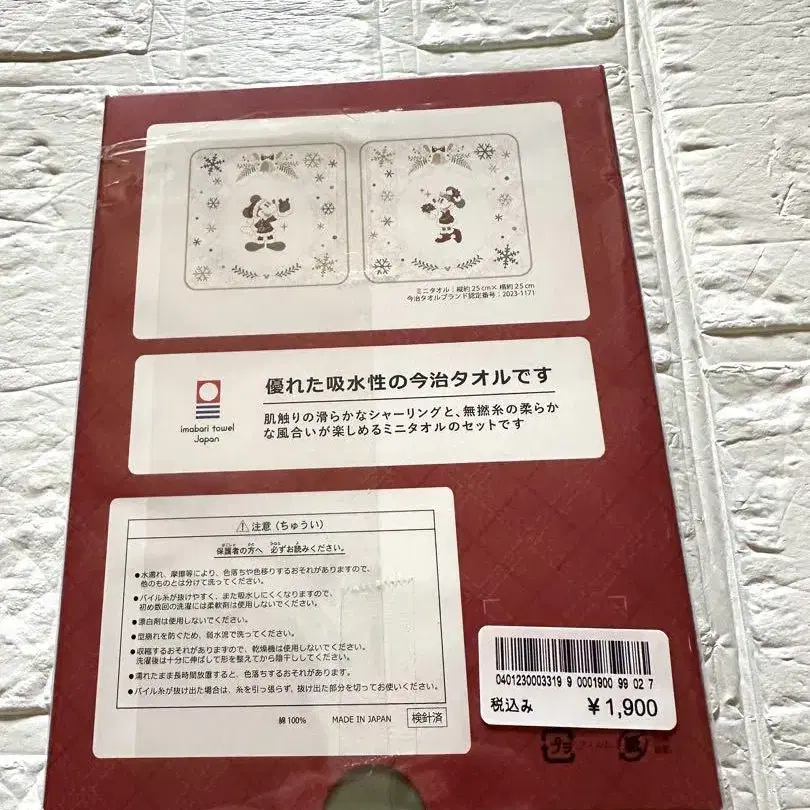 ミニタオル：縦約25cm×横約25cm
今治タオルブランド認定番号：2023-1171
imabari towel
Japan
優れた吸水性の今治タオルです
肌触りの滑らかなシャーリングと、無撚糸の柔らか
な風合いが楽しめるミニタオルのセットです
⚠注意（ちゅうい）
保護者の方へ 必ずお読みください。
●水濡れ、摩擦等により、色落ちや色移りするおそれがありますので、
他のものとは分けて洗ってください。
●パイル糸が抜けやすく、また吸水しにくくなりますので、
初め数回の洗濯には柔軟剤は使用しないでください。
●漂白剤は使用しないでください。
●型崩れを防ぐため、弱水流で洗ってください。
●収縮するおそれがありますので、乾燥機は使用しないでください。
洗濯後は十分に伸ばして形を整えてから陰干ししてください。
●濡れたまま長時間放置すると、色落ちするおそれがあります。
●パイル糸が抜けた場合は、糸を引っ張らず、抜けた部分を切ってお使いください。
綿100% MADE IN JAPAN 検針済
0401230003319 9 0001900 99 02 7
税込み ￥1,900
プラ
紙